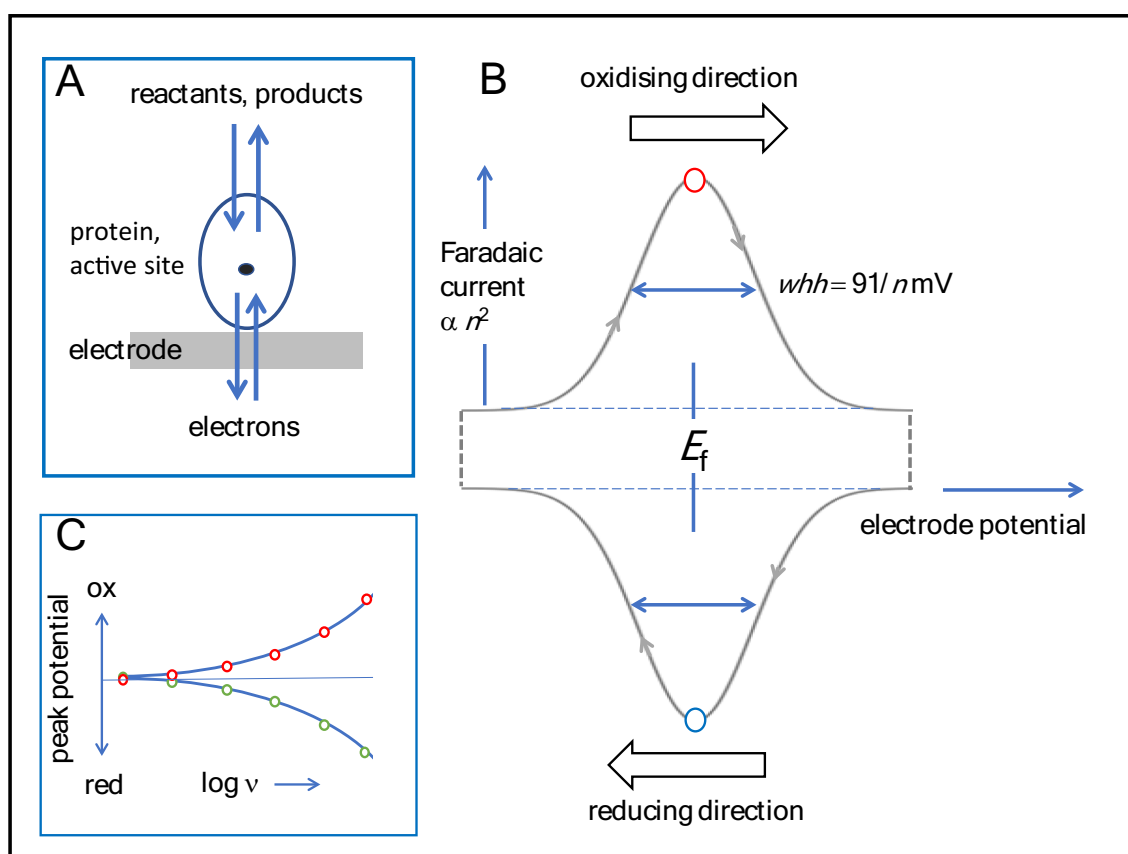 A
reactants, products
protein,
active site
electrode
electrons
B
oxidising direction
Faradaic
current
α n²
whh = 91/ n mV
E_f
electrode potential
reducing direction
C
ox
peak potential
red
log ν